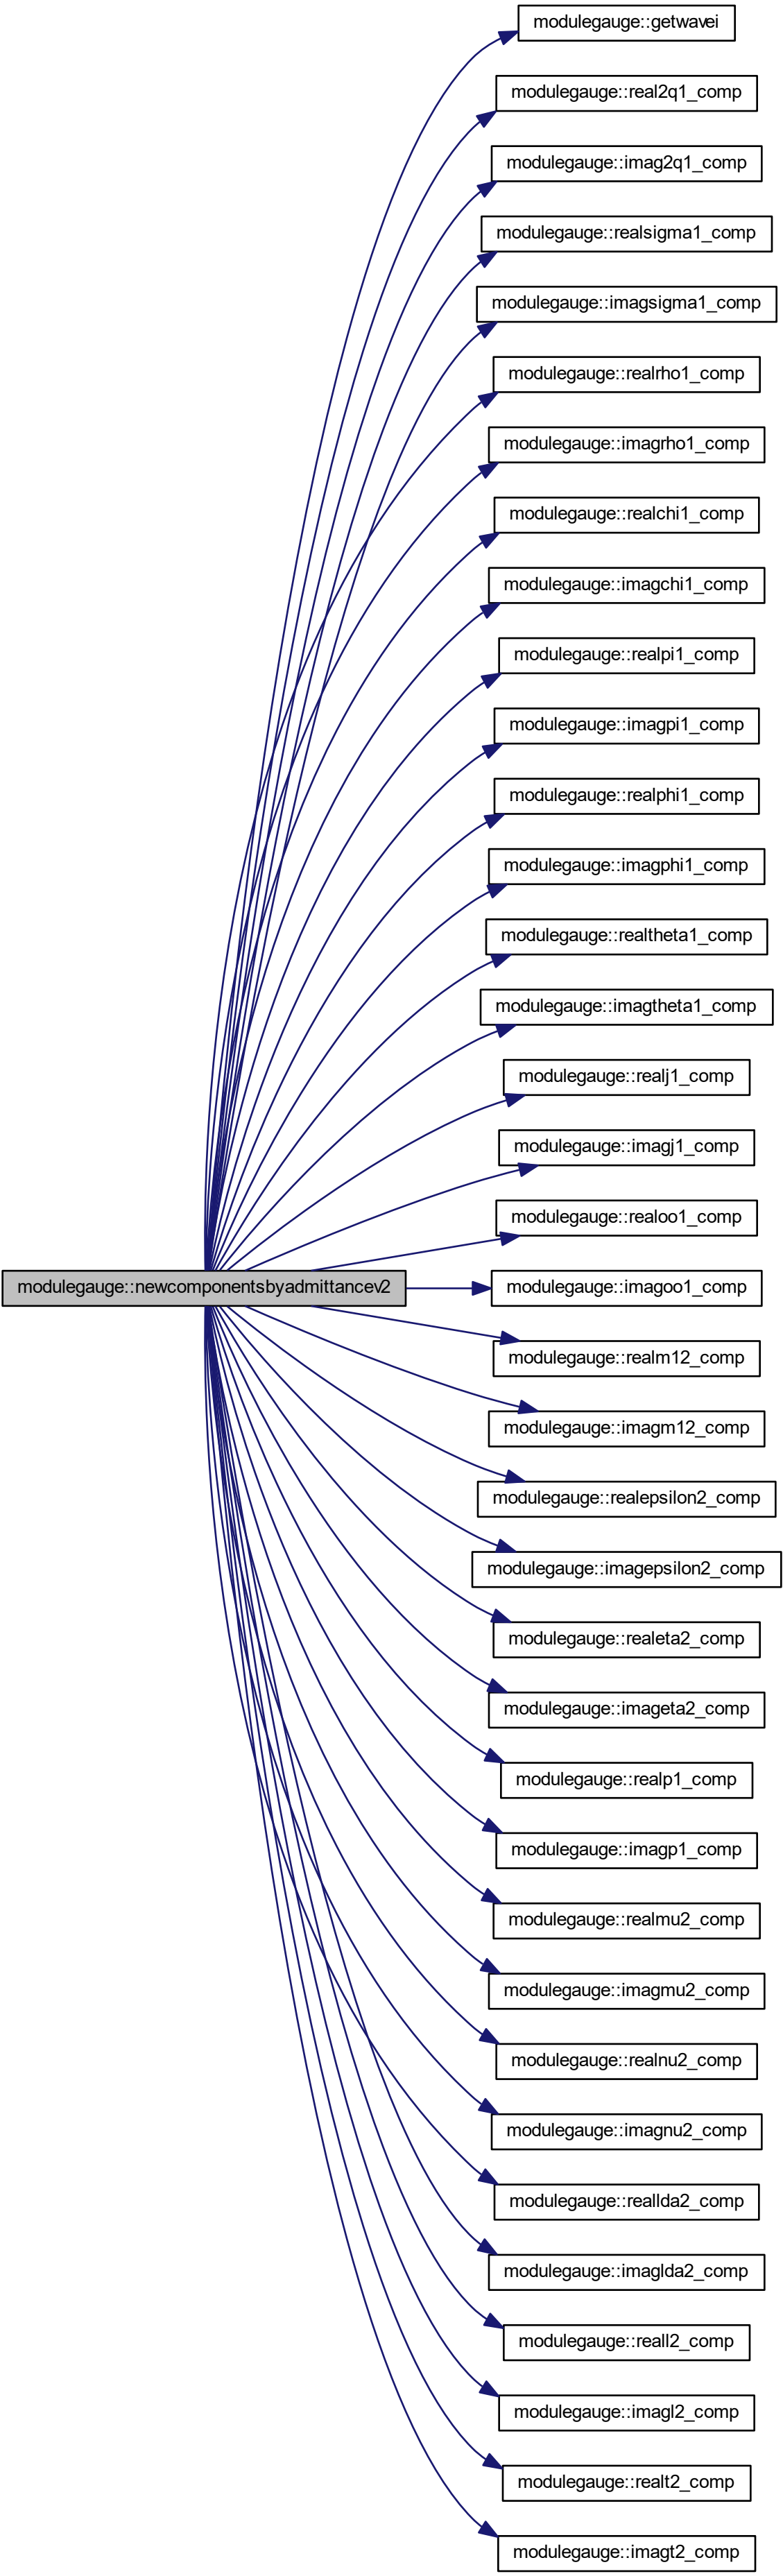 modulegauge::getwavei
modulegauge::real2q1_comp
modulegauge::imag2q1_comp
modulegauge::realsigma1_comp
modulegauge::imagsigma1_comp
modulegauge::realrho1_comp
modulegauge::imagrho1_comp
modulegauge::realchi1_comp
modulegauge::imagchi1_comp
modulegauge::realpi1_comp
modulegauge::imagpi1_comp
modulegauge::realphi1_comp
modulegauge::imagphi1_comp
modulegauge::realtheta1_comp
modulegauge::imagtheta1_comp
modulegauge::realj1_comp
modulegauge::imagj1_comp
modulegauge::realoo1_comp
modulegauge::newcomponentsbyadmittancev2
modulegauge::imagoo1_comp
modulegauge::realm12_comp
modulegauge::imagm12_comp
modulegauge::realepsilon2_comp
modulegauge::imagepsilon2_comp
modulegauge::realeta2_comp
modulegauge::imageta2_comp
modulegauge::realp1_comp
modulegauge::imagp1_comp
modulegauge::realmu2_comp
modulegauge::imagmu2_comp
modulegauge::realnu2_comp
modulegauge::imagnu2_comp
modulegauge::reallda2_comp
modulegauge::imaglda2_comp
modulegauge::reall2_comp
modulegauge::imagl2_comp
modulegauge::realt2_comp
modulegauge::imagt2_comp